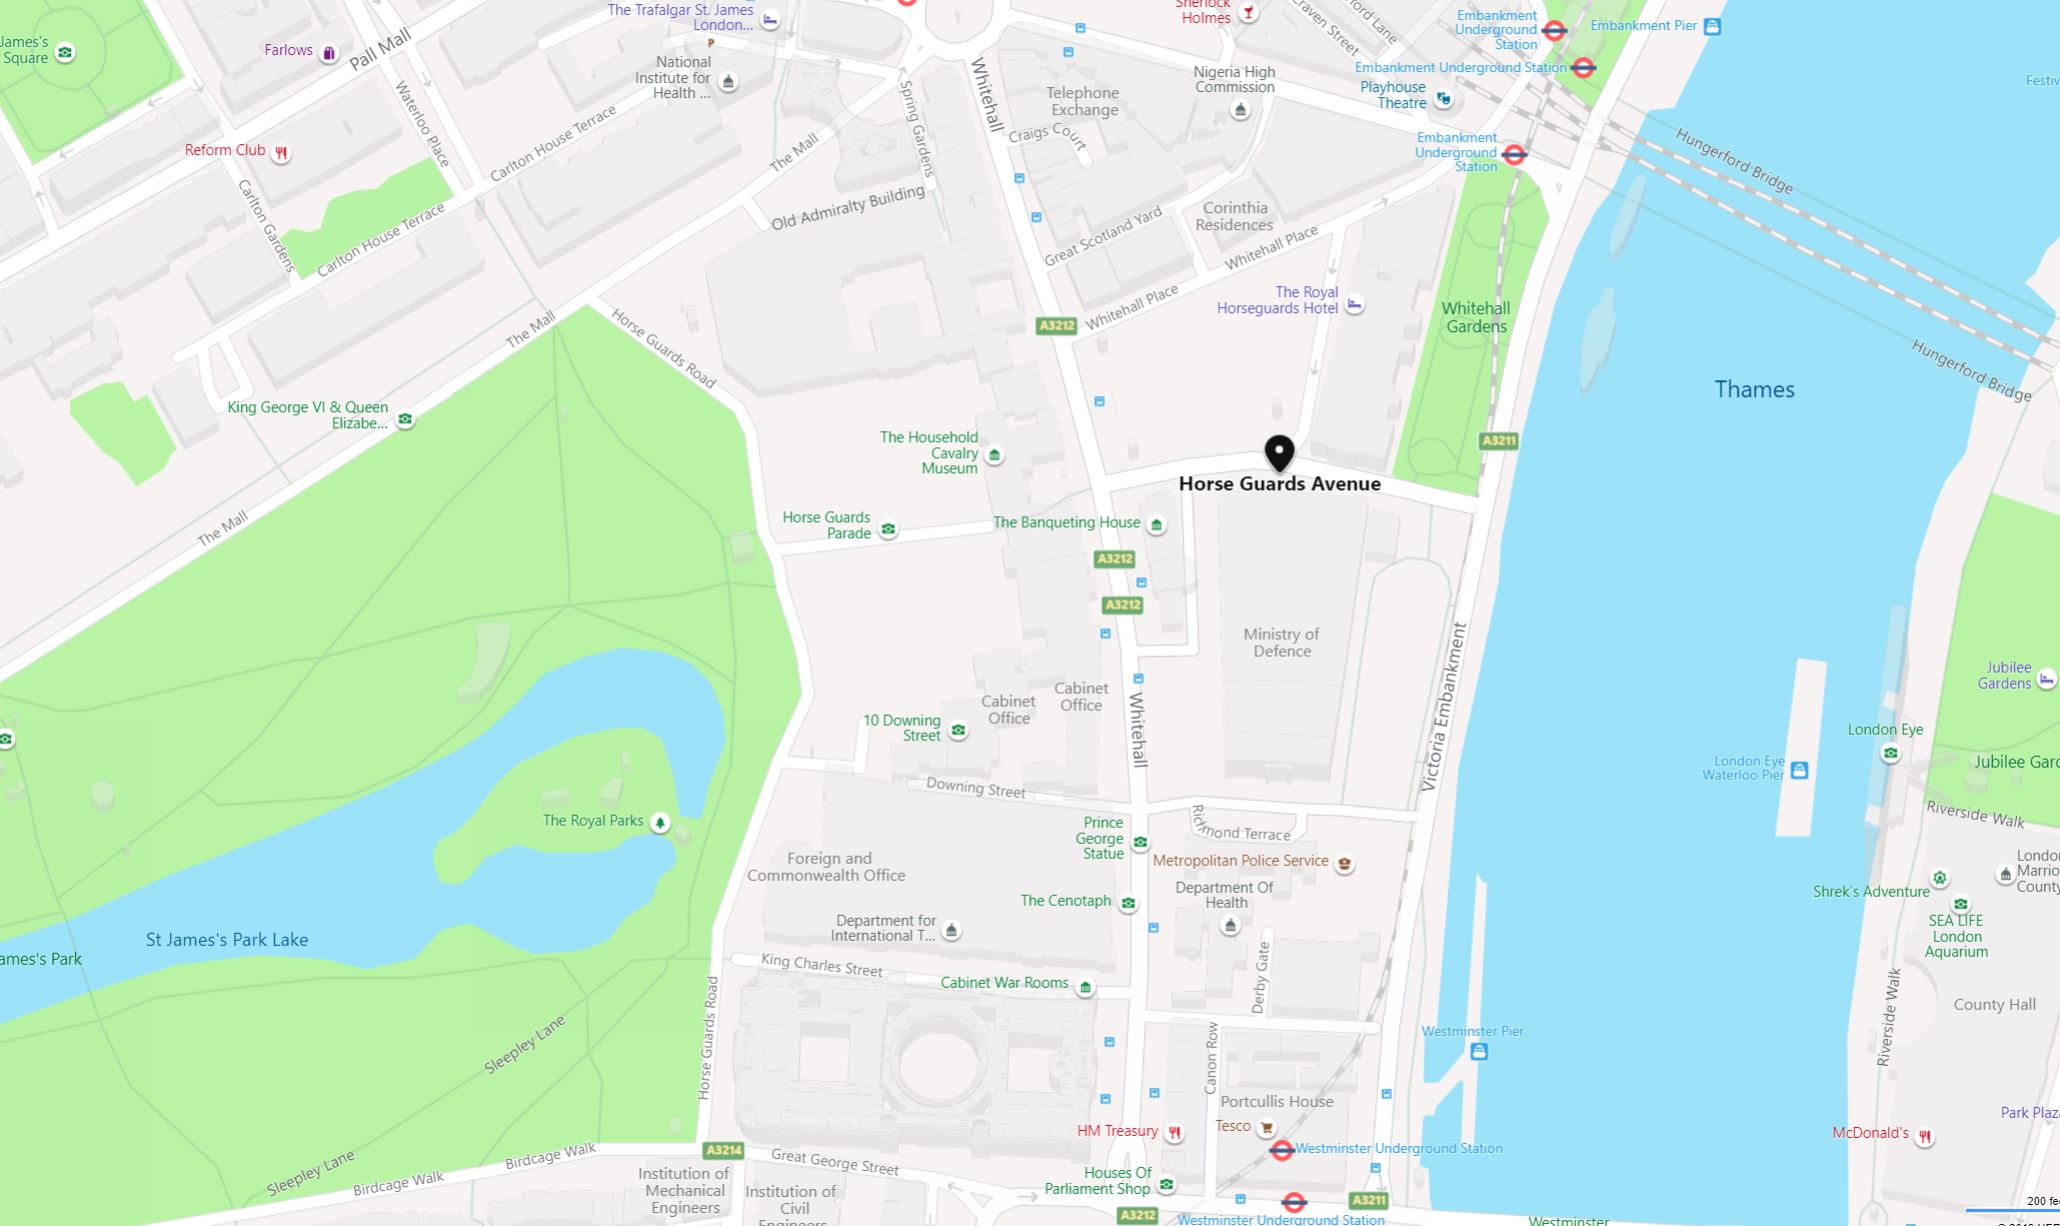 The Trafalgar St. James
London...
Sherlock
Holmes
Craven Street
Embankment
Underground
Station
Embankment Pier
James's
Square
Farlows
Pall Mall
P
National
Institute for
Health ...
Whitehall
Telephone
Exchange
Nigeria High
Commission
Embankment Underground Station
Playhouse
Theatre
Festiv
Waterloo Place
Carlton House Terrace
Spring Gardens
Craigs Court
The Mall
Reform Club
Embankment
Underground
Station
Hungerford Bridge
Carlton Gardens
Carlton House Terrace
Old Admiralty Building
Great Scotland Yard
Corinthia
Residences
Whitehall Place
The Royal
Horseguards Hotel
Whitehall
Gardens
The Mall
Horse Guards Road
A3212
Whitehall Place
Hungerford Bridge
Thames
King George VI & Queen
Elizabe...
The Household
Cavalry
Museum
A3211
Horse Guards Avenue
The Mall
Horse Guards
Parade
The Banqueting House
A3212
A3212
Ministry of
Defence
Victoria Embankment
Jubilee
Gardens
Cabinet
Office
Cabinet
Office
Whitehall
10 Downing
Street
London Eye
London Eye
Waterloo Pier
Jubilee Gard
Downing Street
Richmond Terrace
Riverside Walk
The Royal Parks
Prince
George
Statue
Foreign and
Commonwealth Office
Metropolitan Police Service
Department Of
Health
The Cenotaph
London
Marrio
County
Shrek's Adventure
SEA LIFE
London
Aquarium
Department for
International T...
St James's Park Lake
ames's Park
King Charles Street
Cabinet War Rooms
Derby Gate
Riverside Walk
County Hall
Sleepley Lane
Horse Guards Road
Canon Row
Westminster Pier
Portcullis House
Tesco
HM Treasury
Westminster Underground Station
McDonald's
Park Plaz
A3214
Great George Street
Birdcage Walk
Sleepley Lane
Birdcage Walk
Institution of
Mechanical
Engineers
Institution of
Civil
Engineers
Houses Of
Parliament Shop
A3212
Westminster Underground Station
A3211
Westminster
200 fee